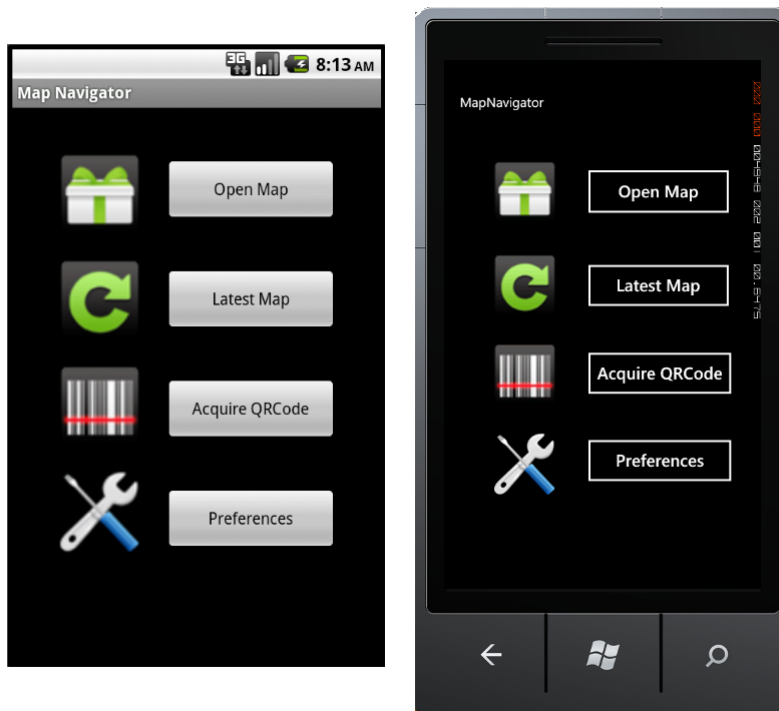 3G 8:13 AM
Map Navigator
Open Map
Latest Map
Acquire QRCode
Preferences
MapNavigator
Open Map
Latest Map
Acquire QRCode
Preferences